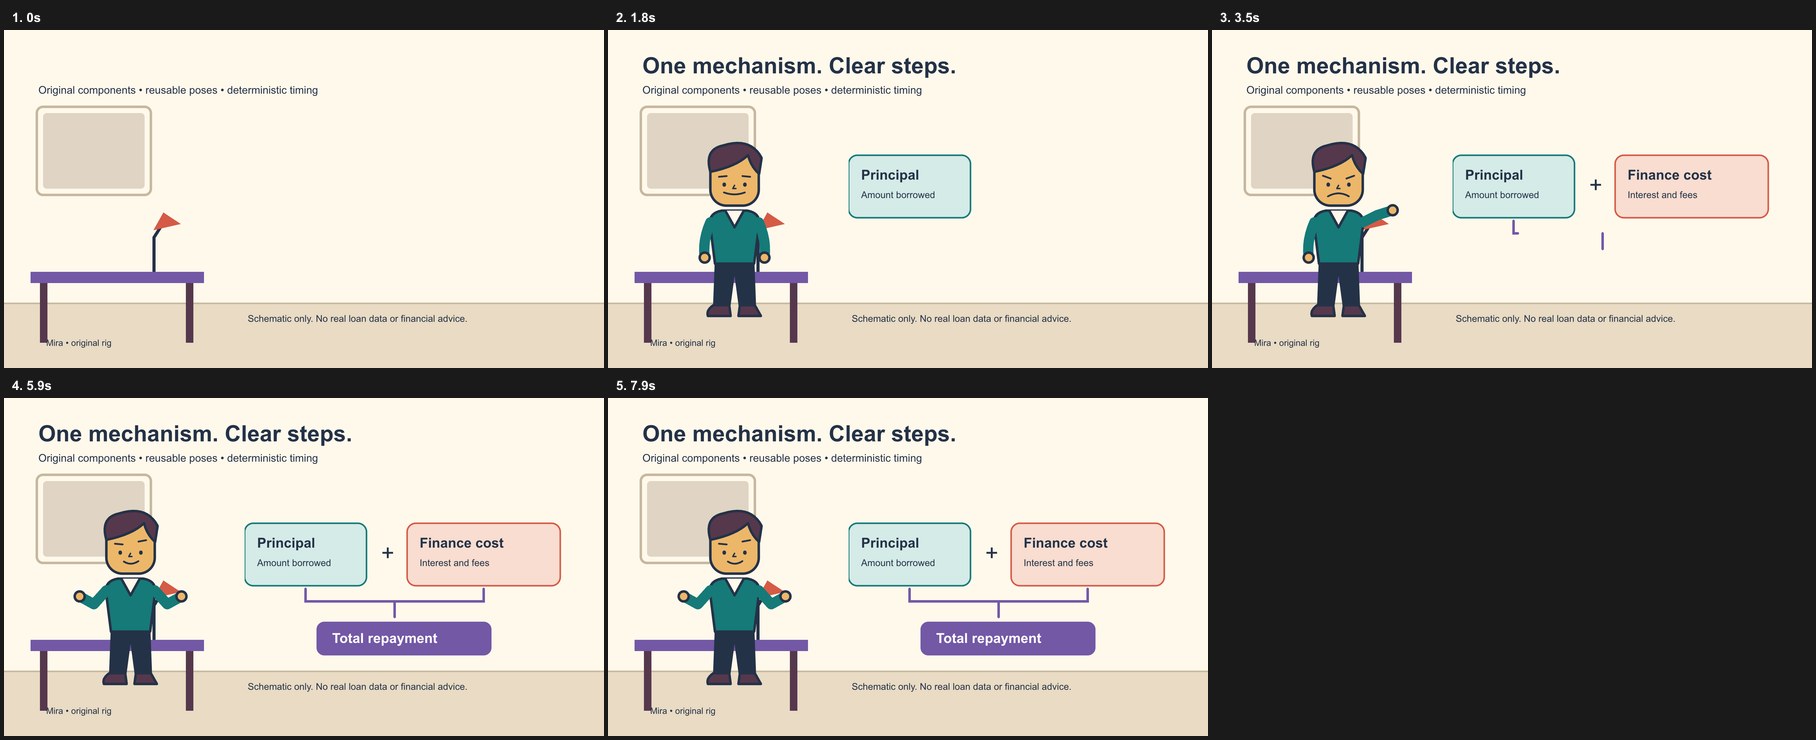 1. 0s
Original components • reusable poses • deterministic timing
Schematic only. No real loan data or financial advice.
Mira • original rig
2. 1.8s
One mechanism. Clear steps.
Original components • reusable poses • deterministic timing
Principal
Amount borrowed
Schematic only. No real loan data or financial advice.
Mira • original rig
3. 3.5s
One mechanism. Clear steps.
Original components • reusable poses • deterministic timing
Principal
Amount borrowed
+
Finance cost
Interest and fees
Schematic only. No real loan data or financial advice.
Mira • original rig
4. 5.9s
One mechanism. Clear steps.
Original components • reusable poses • deterministic timing
Principal
Amount borrowed
+
Finance cost
Interest and fees
Total repayment
Schematic only. No real loan data or financial advice.
Mira • original rig
5. 7.9s
One mechanism. Clear steps.
Original components • reusable poses • deterministic timing
Principal
Amount borrowed
+
Finance cost
Interest and fees
Total repayment
Schematic only. No real loan data or financial advice.
Mira • original rig